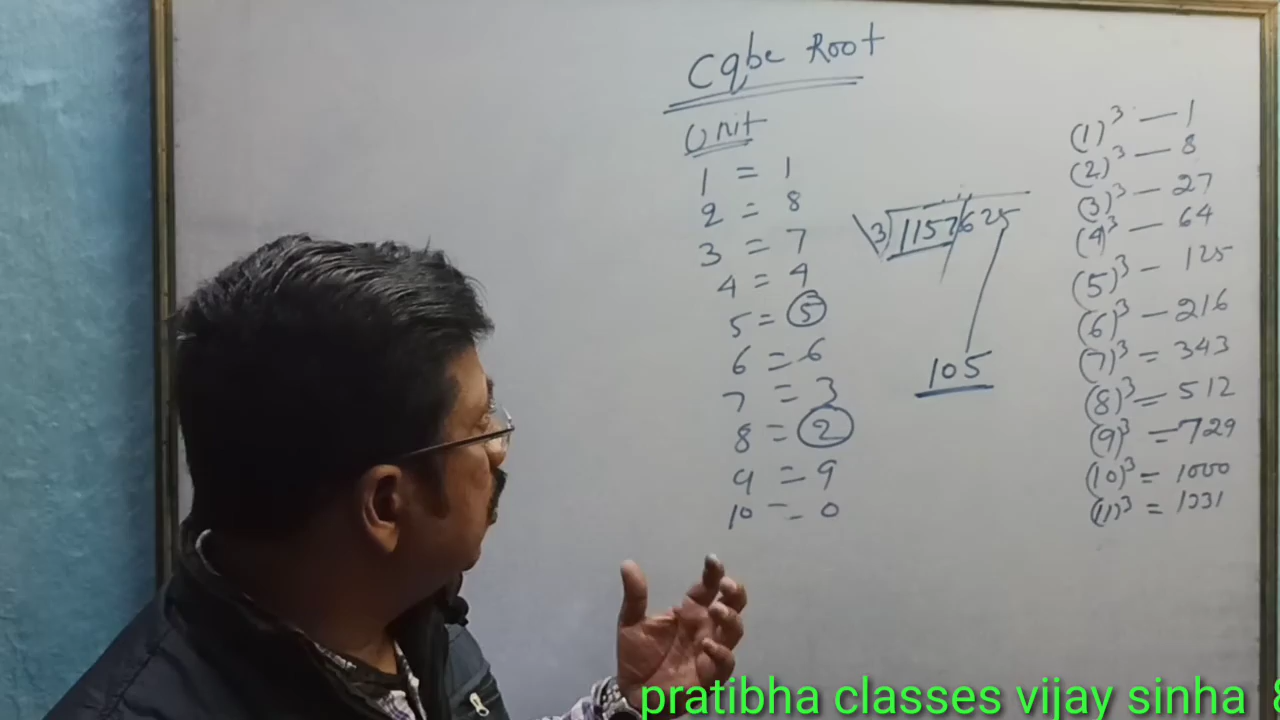 Cqbe Root
Unit
1 = 1
2 = 8
3 = 7
4 = 4
5 = 5
6 = 6
7 = 3
8 = 2
9 = 9
10 = 0
3 1157625
105
(1)³ — 1
(2)³ — 8
(3)³ — 27
(4)³ — 64
(5)³ — 125
(6)³ — 216
(7)³ = 343
(8)³ = 512
(9)³ = 729
(10)³ = 1000
(11)³ = 1331
pratibha classes vijay sinha